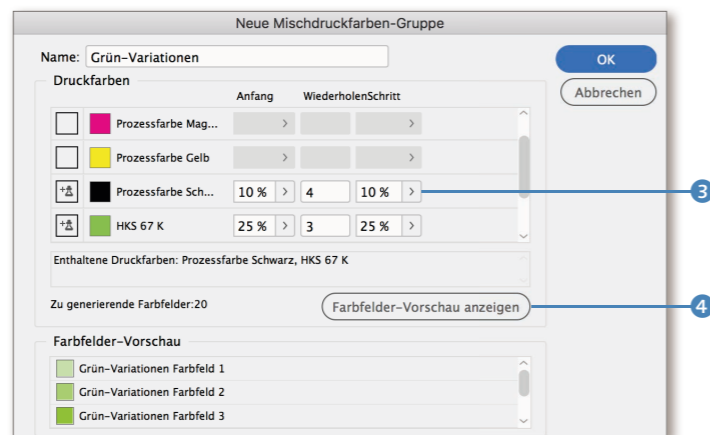 Neue Mischdruckfarben-Gruppe
Name: Grün-Variationen
OK
Abbrechen
Druckfarben
Anfang WiederholenSchritt
Prozessfarbe Mag...
Prozessfarbe Gelb
Prozessfarbe Sch... 10 % 4 10 % 3
HKS 67 K 25 % 3 25 %
Enthaltene Druckfarben: Prozessfarbe Schwarz, HKS 67 K
Zu generierende Farbfelder:20 Farbfelder-Vorschau anzeigen 4
Farbfelder-Vorschau
Grün-Variationen Farbfeld 1
Grün-Variationen Farbfeld 2
Grün-Variationen Farbfeld 3